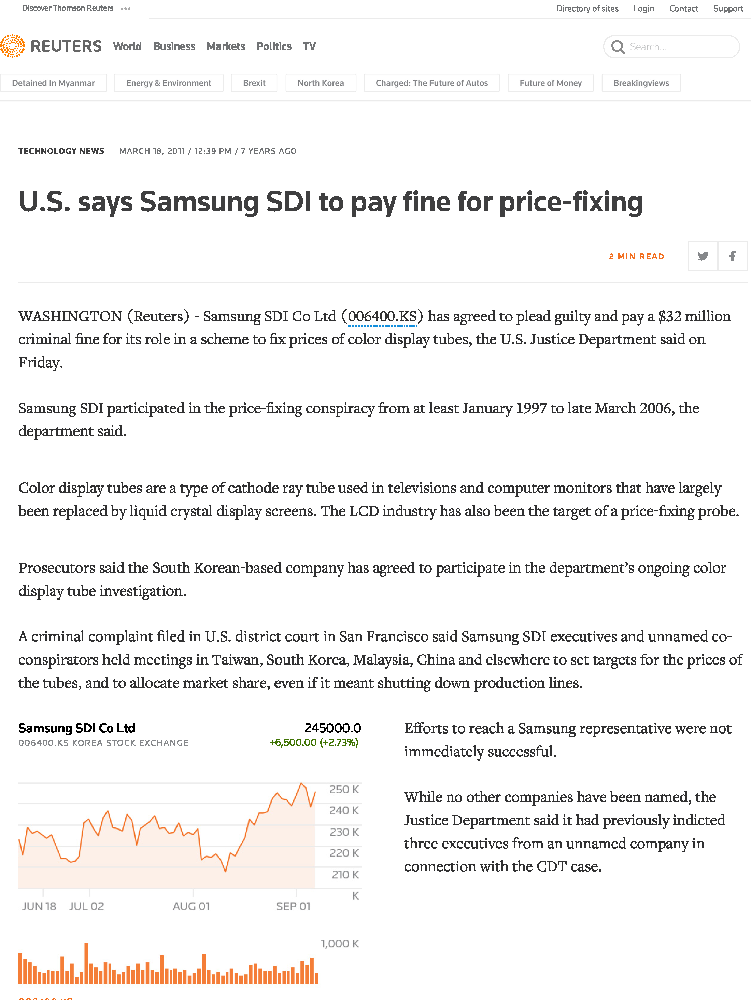 Discover Thomson Reuters
Directory of sites Login Contact Support
REUTERS World Business Markets Politics TV
Search...
Detained In Myanmar Energy & Environment Brexit North Korea Charged: The Future of Autos Future of Money Breakingviews
TECHNOLOGY NEWS MARCH 18, 2011 / 12:39 PM / 7 YEARS AGO
U.S. says Samsung SDI to pay fine for price-fixing
2 MIN READ
WASHINGTON (Reuters) - Samsung SDI Co Ltd (006400.KS) has agreed to plead guilty and pay a $32 million
criminal fine for its role in a scheme to fix prices of color display tubes, the U.S. Justice Department said on
Friday.
Samsung SDI participated in the price-fixing conspiracy from at least January 1997 to late March 2006, the
department said.
Color display tubes are a type of cathode ray tube used in televisions and computer monitors that have largely
been replaced by liquid crystal display screens. The LCD industry has also been the target of a price-fixing probe.
Prosecutors said the South Korean-based company has agreed to participate in the department’s ongoing color
display tube investigation.
A criminal complaint filed in U.S. district court in San Francisco said Samsung SDI executives and unnamed co-
conspirators held meetings in Taiwan, South Korea, Malaysia, China and elsewhere to set targets for the prices of
the tubes, and to allocate market share, even if it meant shutting down production lines.
Samsung SDI Co Ltd 245000.0
006400.KS KOREA STOCK EXCHANGE +6,500.00 (+2.73%)
250 K
240 K
230 K
220 K
210 K
K
JUN 18 JUL 02 AUG 01 SEP 01
1,000 K
006400.KS
Efforts to reach a Samsung representative were not
immediately successful.
While no other companies have been named, the
Justice Department said it had previously indicted
three executives from an unnamed company in
connection with the CDT case.